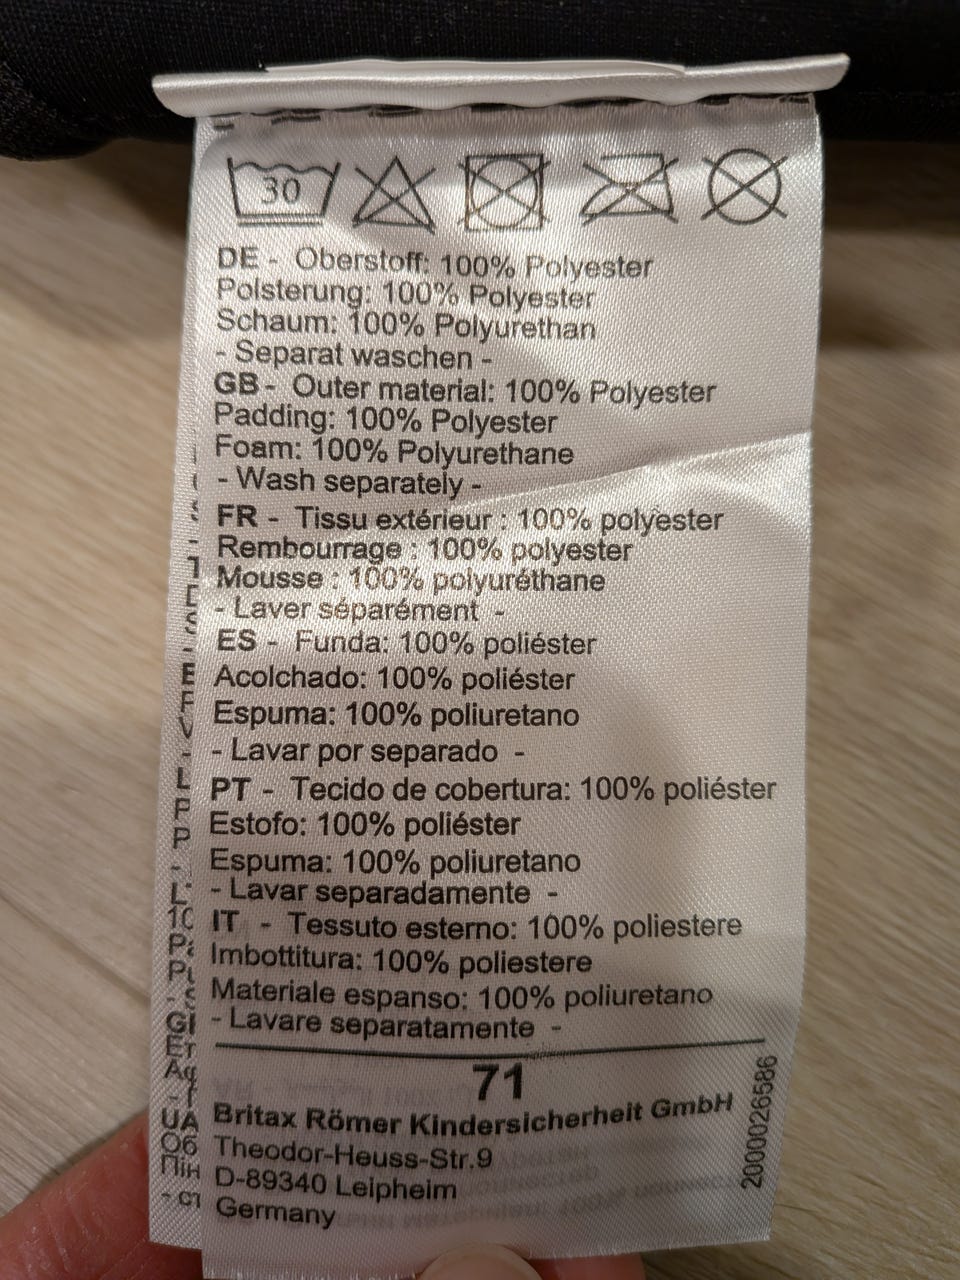 30
DE - Oberstoff: 100% Polyester
Polsterung: 100% Polyester
Schaum: 100% Polyurethan
- Separat waschen -
GB - Outer material: 100% Polyester
Padding: 100% Polyester
Foam: 100% Polyurethane
- Wash separately -
FR - Tissu extérieur : 100% polyester
Rembourrage : 100% polyester
Mousse : 100% polyuréthane
- Laver séparément -
ES - Funda: 100% poliéster
Acolchado: 100% poliéster
Espuma: 100% poliuretano
- Lavar por separado -
PT - Tecido de cobertura: 100% poliéster
Estofo: 100% poliéster
Espuma: 100% poliuretano
- Lavar separadamente -
IT - Tessuto esterno: 100% poliestere
Imbottitura: 100% poliestere
Materiale espanso: 100% poliuretano
- Lavare separatamente -
71
Britax Römer Kindersicherheit GmbH
Theodor-Heuss-Str.9
D-89340 Leipheim
Germany
2000026586